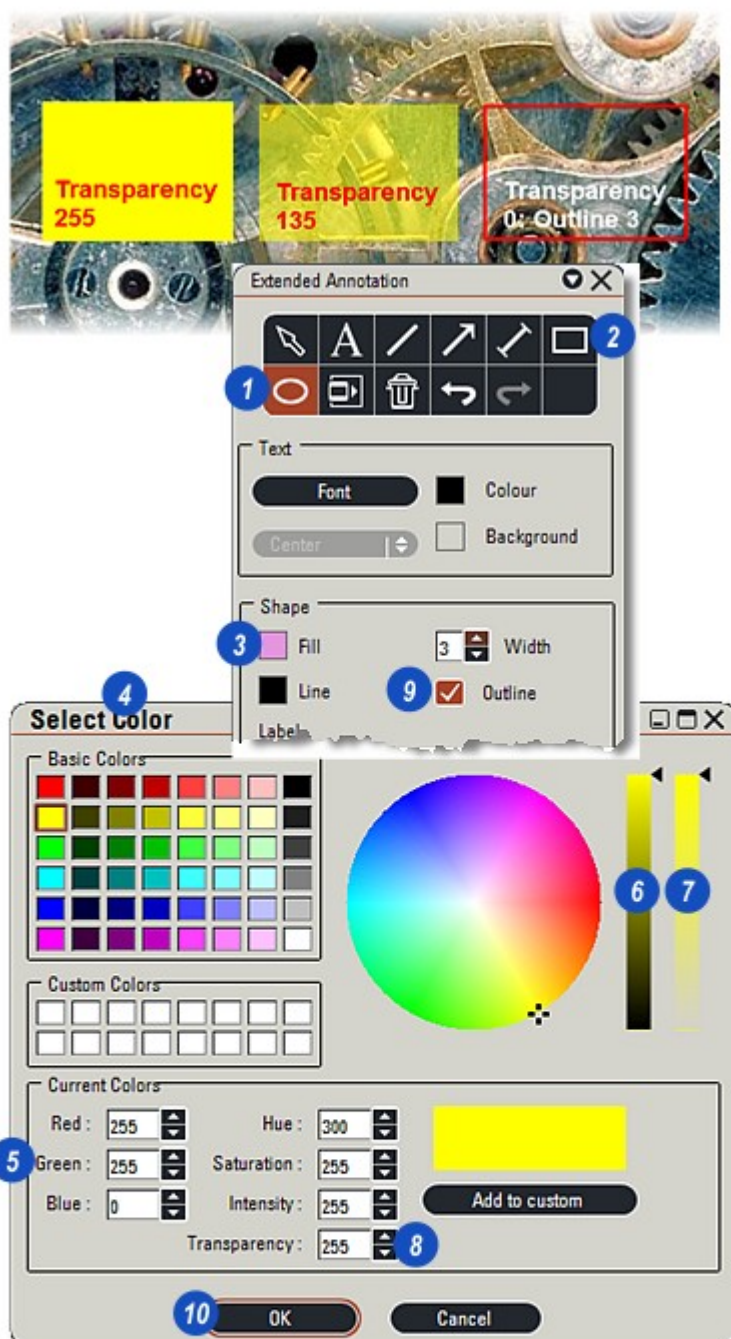 Transparency
255
Transparency
135
Transparency
0: Outline 3
Extended Annotation
A
2
1
Text
Font
Colour
Center
Background
Shape
3
Fill
3
Width
Line
9
Outline
Label
4
Select Color
Basic Colors
6
7
Custom Colors
Current Colors
Red : 255
Hue : 300
5
Green : 255
Saturation : 255
Blue : 0
Intensity : 255
Add to custom
Transparency : 255
8
10
OK
Cancel